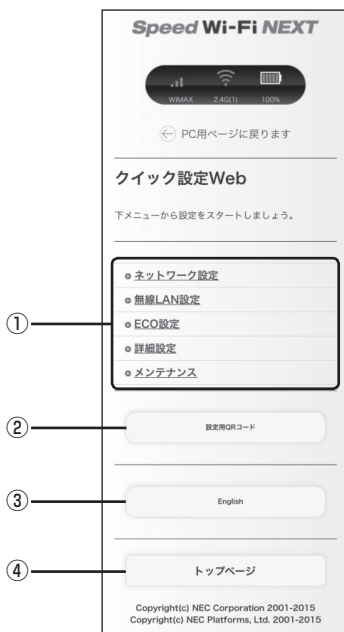 Speed Wi-Fi NEXT
WiMAX 2.4G(1) 100%
PC用ページに戻ります
クイック設定Web
下メニューから設定をスタートしましょう。
① ネットワーク設定
無線LAN設定
ECO設定
詳細設定
メンテナンス
② 設定用QRコード
③ English
④ トップページ
Copyright(c) NEC Corporation 2001-2015
Copyright(c) NEC Platforms, Ltd. 2001-2015